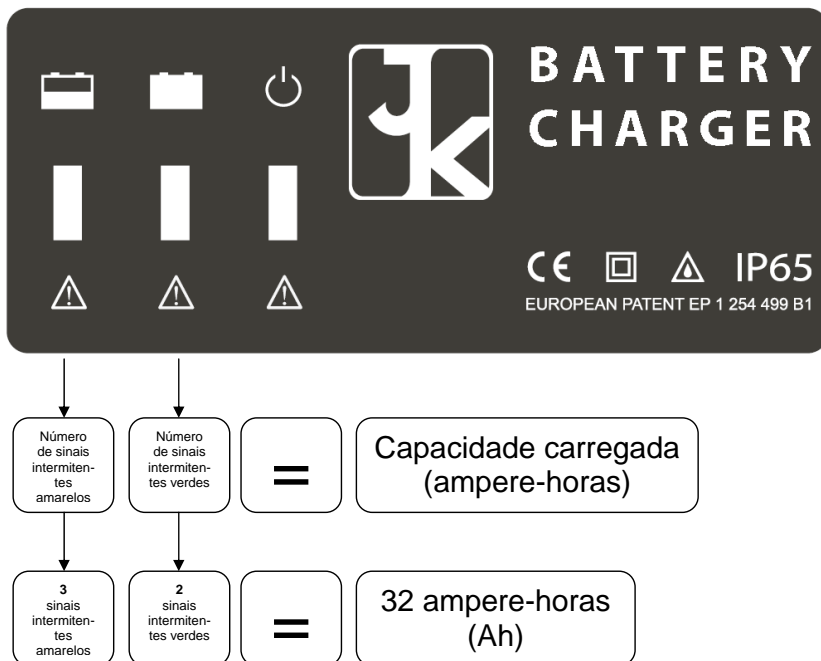 JK
BATTERY
CHARGER
CE IP65
EUROPEAN PATENT EP 1 254 499 B1
Número
de sinais
intermiten-
tes
amarelos
Número
de sinais
intermiten-
tes verdes
=
Capacidade carregada
(ampere-horas)
3
sinais
intermiten-
tes
amarelos
2
sinais
intermiten-
tes verdes
=
32 ampere-horas
(Ah)